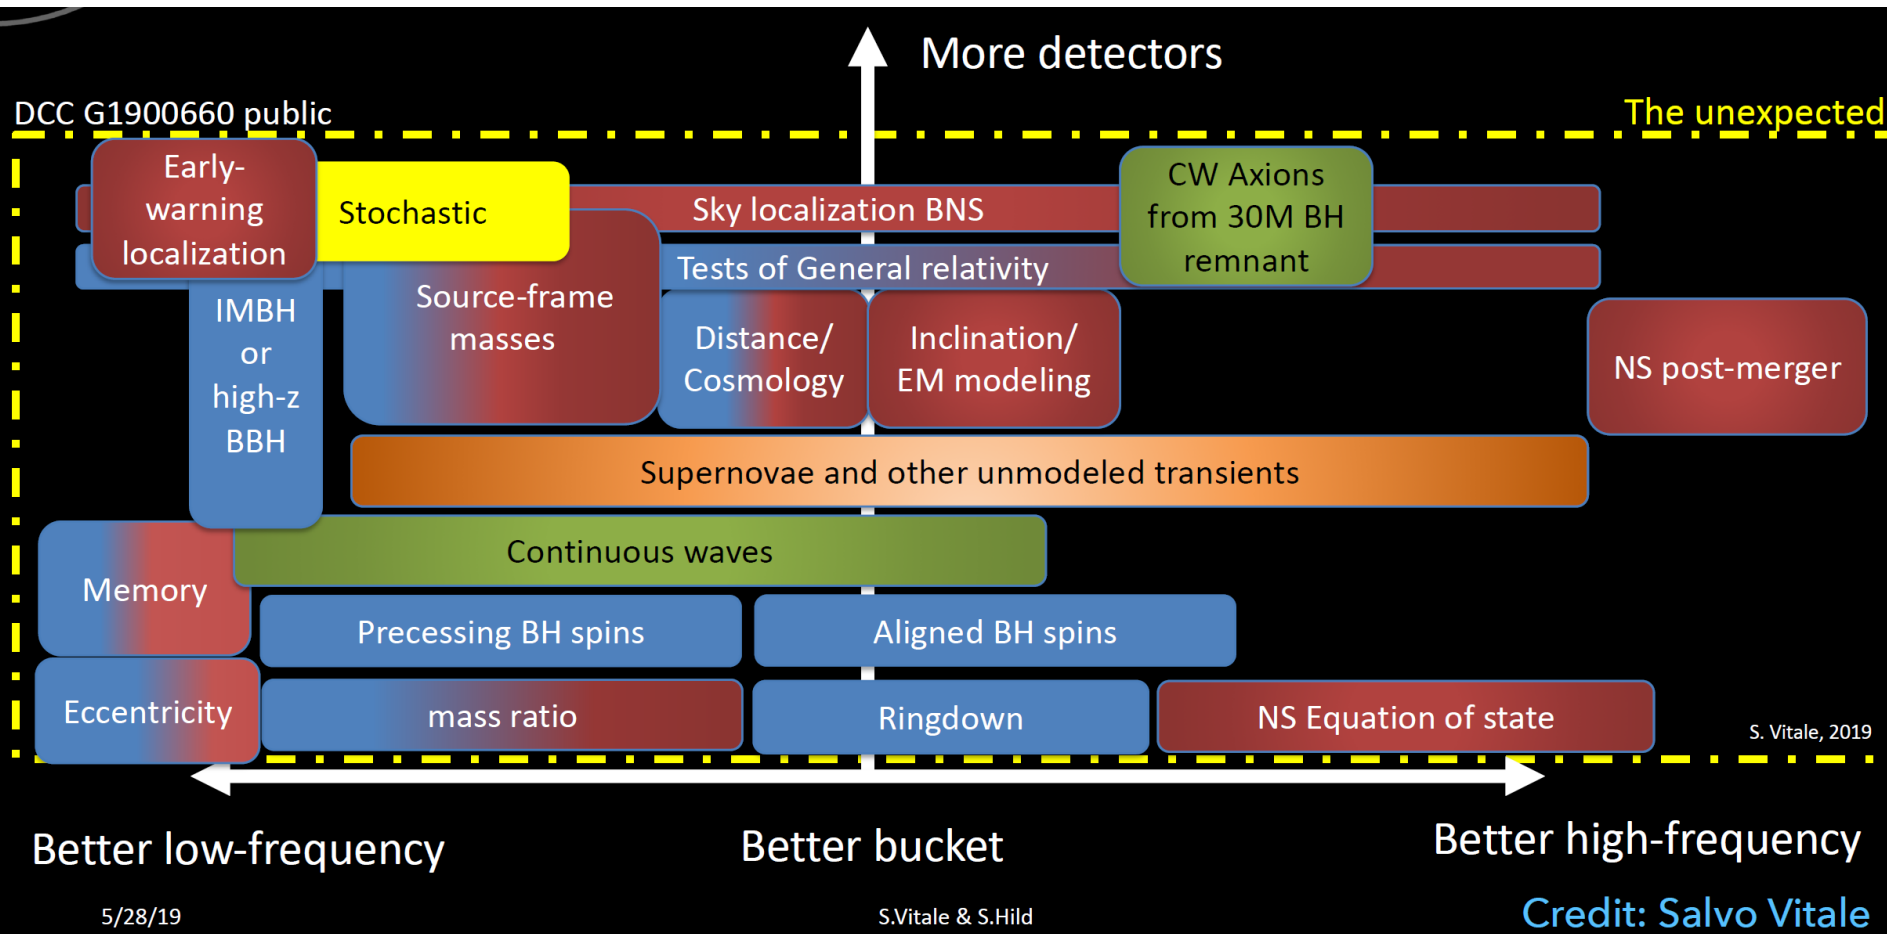 More detectors
DCC G1900660 public
The unexpected
Early-
warning
localization
Stochastic
Sky localization BNS
CW Axions
from 30M BH
remnant
Tests of General relativity
IMBH
or
high-z
BBH
Source-frame
masses
Distance/
Cosmology
Inclination/
EM modeling
NS post-merger
Supernovae and other unmodeled transients
Continuous waves
Memory
Precessing BH spins
Aligned BH spins
Eccentricity
mass ratio
Ringdown
NS Equation of state
S. Vitale, 2019
Better low-frequency
Better bucket
Better high-frequency
5/28/19
S.Vitale & S.Hild
Credit: Salvo Vitale